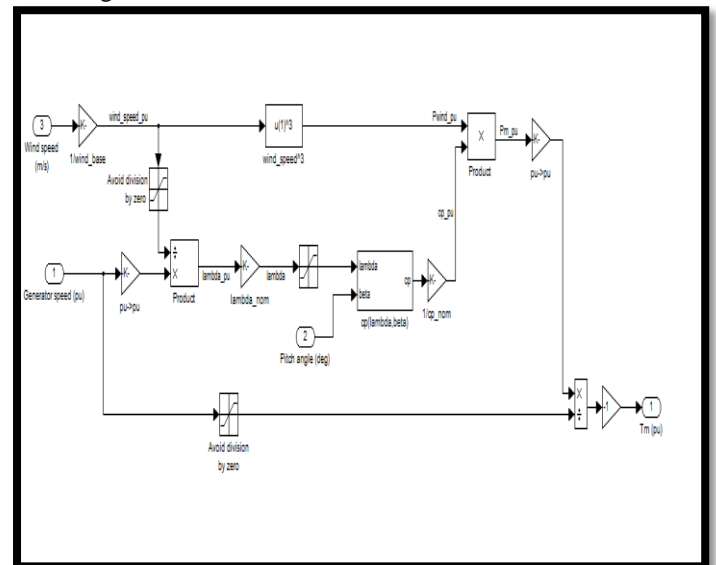 3
Wind speed
(m/s)
K-
1/wind_base
wind_speed_pu
u(1)^3
wind_speed^3
Pwind_pu
X
Product
Pm_pu
K-
pu->pu
Avoid division
by zero
cp_pu
1
Generator speed (pu)
K-
pu->pu
÷
X
Product
lambda_pu
K-
lambda_nom
lambda
lambda
beta
cp
cp(lambda,beta)
K-
1/cp_nom
2
Pitch angle (deg)
Avoid division
by zero
X
÷
-1
1
Tm (pu)